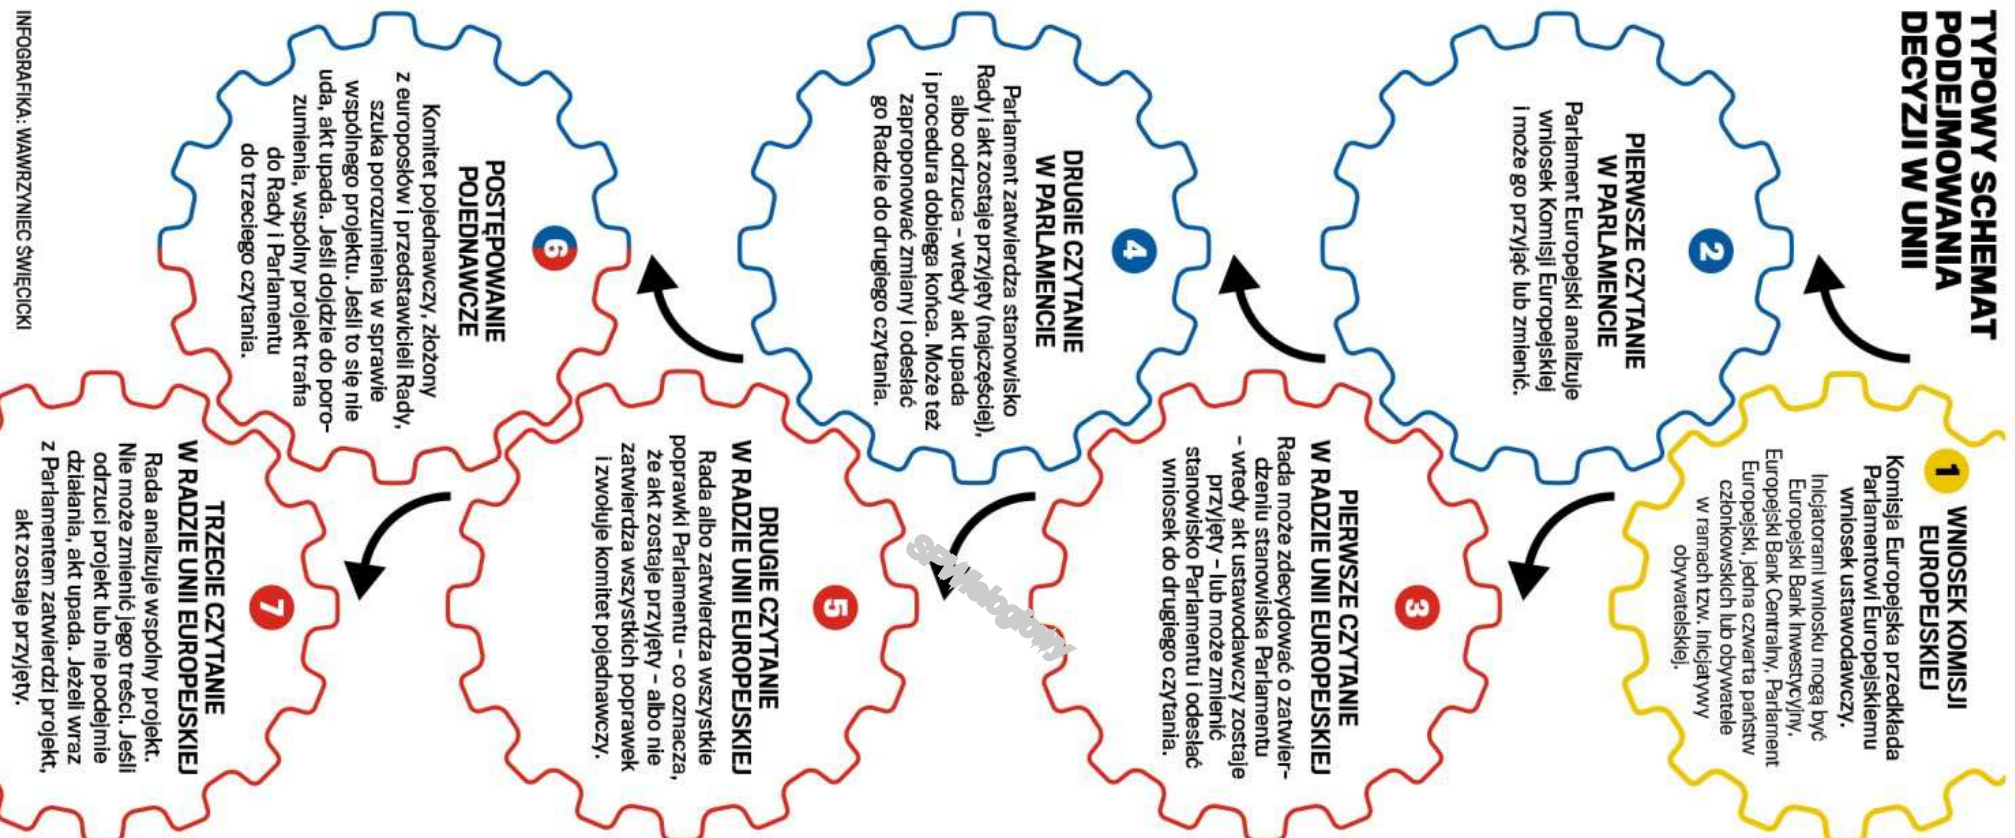 TYPOWY SCHEMAT
PODEJMOWANIA
DECYZJI W UNII
1
WNIOSEK KOMISJI
EUROPEJSKIEJ
Komisja Europejska przedkłada
Parlamentowi Europejskiemu
wniosek ustawodawczy.
Inicjatorami wniosku mogą być
Europejski Bank Inwestycyjny,
Europejski Bank Centralny, Parlament
Europejski, jedna czwarta państw
członkowskich lub obywatele
w ramach tzw. inicjatywy
obywatelskiej.
2
PIERWSZE CZYTANIE
W PARLAMENCIE
Parlament Europejski analizuje
wniosek Komisji Europejskiej
i może go przyjąć lub zmienić.
3
PIERWSZE CZYTANIE
W RADZIE UNII EUROPEJSKIEJ
Rada może zdecydować o zatwier-
dzeniu stanowiska Parlamentu
– wtedy akt ustawodawczy zostaje
przyjęty – lub może zmienić
stanowisko Parlamentu i odesłać
wniosek do drugiego czytania.
4
DRUGIE CZYTANIE
W PARLAMENCIE
Parlament zatwierdza stanowisko
Rady i akt zostaje przyjęty (najczęściej),
albo odrzuca – wtedy akt upada
i procedura dobiega końca. Może też
zaproponować zmiany i odesłać
go Radzie do drugiego czytania.
5
DRUGIE CZYTANIE
W RADZIE UNII EUROPEJSKIEJ
Rada albo zatwierdza wszystkie
poprawki Parlamentu – co oznacza,
że akt zostaje przyjęty – albo nie
zatwierdza wszystkich poprawek
i zwołuje komitet pojednawczy.
6
POSTĘPOWANIE
POJEDNAWCZE
Komitet pojednawczy, złożony
z europosłów i przedstawicieli Rady,
szuka porozumienia w sprawie
wspólnego projektu. Jeśli to się nie
uda, akt upada. Jeśli dojdzie do poro-
zumienia, wspólny projekt trafia
do Rady i Parlamentu
do trzeciego czytania.
7
TRZECIE CZYTANIE
W RADZIE UNII EUROPEJSKIEJ
Rada analizuje wspólny projekt.
Nie może zmienić jego treści. Jeśli
odrzuci projekt lub nie podejmie
działania, akt upada. Jeżeli wraz
z Parlamentem zatwierdzi projekt,
akt zostaje przyjęty.
INFOGRAFIKA: WAWRZYNIEC ŚWIĘCICKI